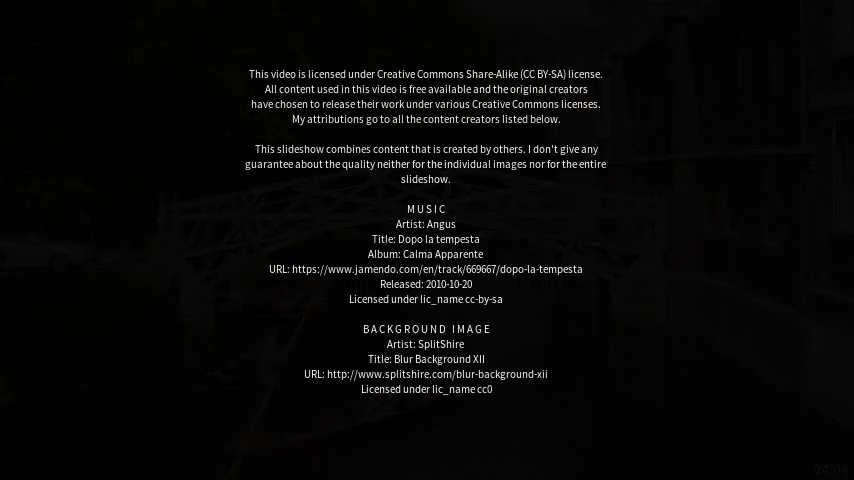 This video is licensed under Creative Commons Share-Alike (CC BY-SA) license.
All content used in this video is free available and the original creators
have chosen to release their work under various Creative Commons licenses.
My attributions go to all the content creators listed below.
This slideshow combines content that is created by others. I don't give any
guarantee about the quality neither for the individual images nor for the entire
slideshow.
MUSIC
Artist: Angus
Title: Dopo la tempesta
Album: Calma Apparente
URL: https://www.jamendo.com/en/track/669667/dopo-la-tempesta
Released: 2010-10-20
Licensed under lic_name cc-by-sa
BACKGROUND IMAGE
Artist: SplitShire
Title: Blur Background XII
URL: http://www.splitshire.com/blur-background-xii
Licensed under lic_name cc0